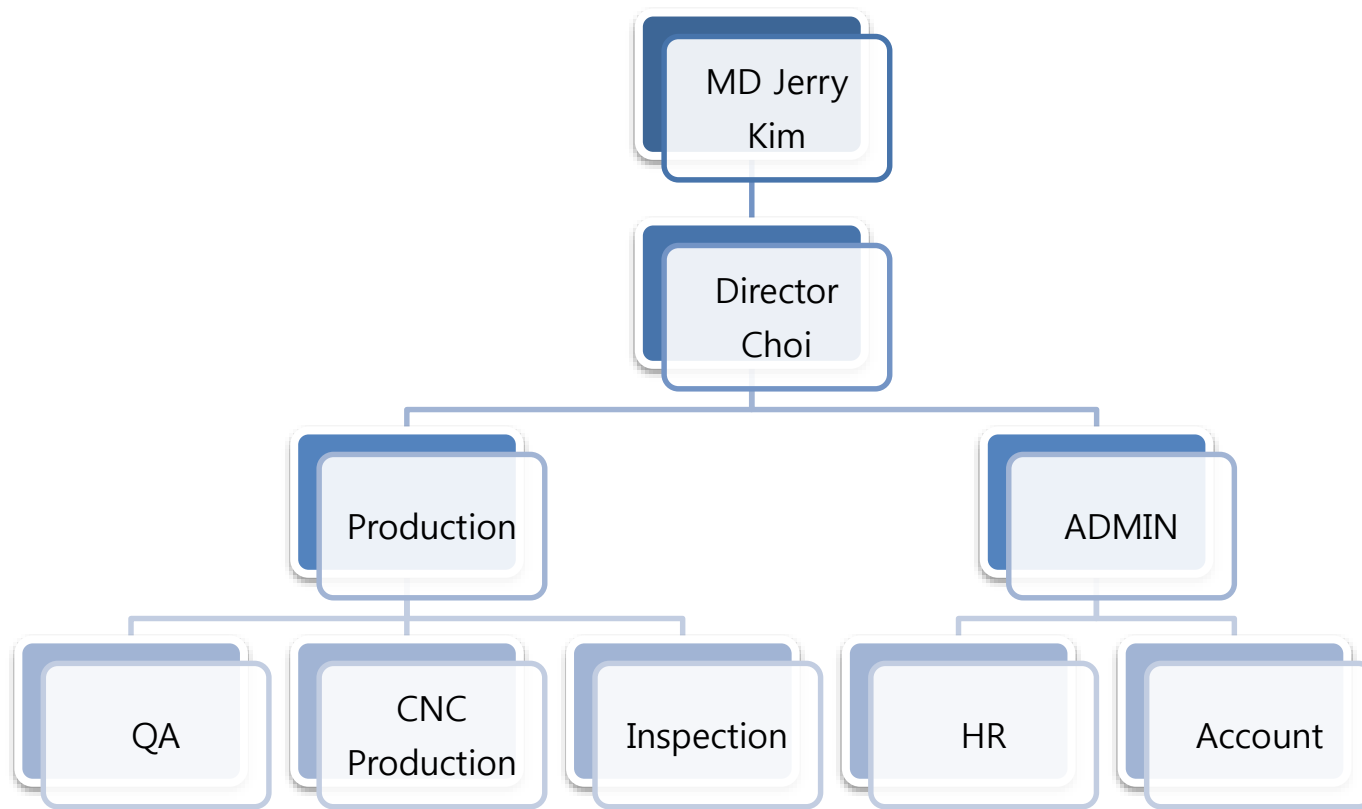 MD Jerry
Kim
Director
Choi
Production
ADMIN
QA
CNC
Production
Inspection
HR
Account